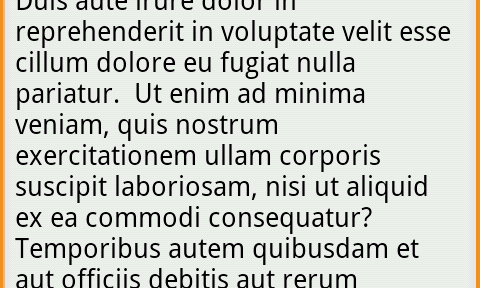 Duis aute irure dolor in
reprehenderit in voluptate velit esse
cillum dolore eu fugiat nulla
pariatur.  Ut enim ad minima
veniam, quis nostrum
exercitationem ullam corporis
suscipit laboriosam, nisi ut aliquid
ex ea commodi consequatur?
Temporibus autem quibusdam et
aut officiis debitis aut rerum